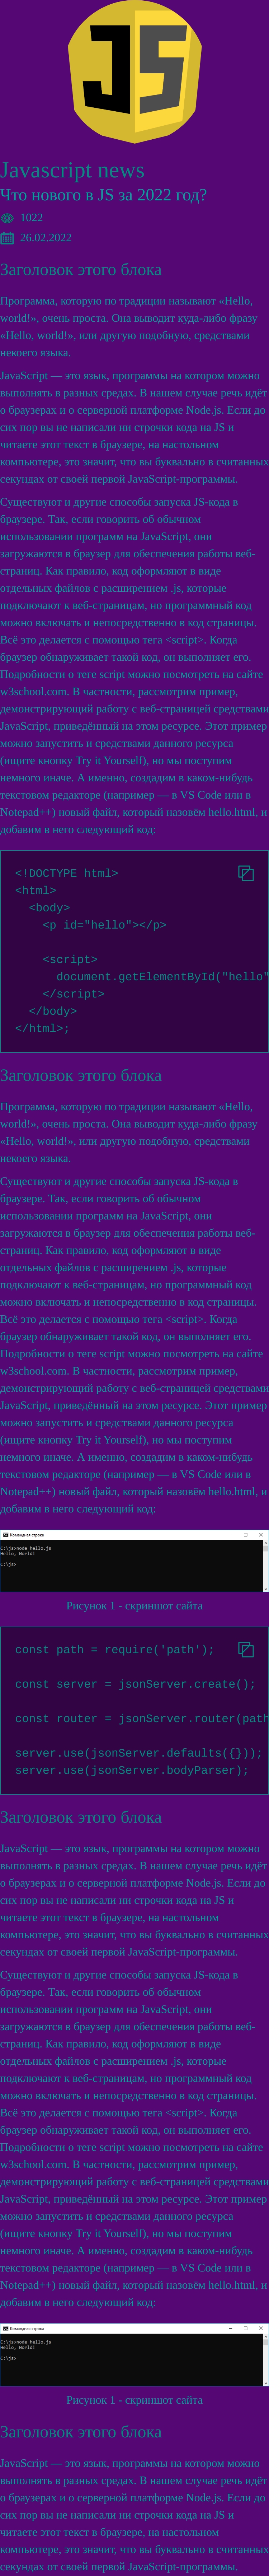 JS
Javascript news
Что нового в JS за 2022 год?
1022
26.02.2022
Заголовок этого блока
Программа, которую по традиции называют «Hello,
world!», очень проста. Она выводит куда-либо фразу
«Hello, world!», или другую подобную, средствами
некоего языка.
JavaScript — это язык, программы на котором можно
выполнять в разных средах. В нашем случае речь идёт
о браузерах и о серверной платформе Node.js. Если до
сих пор вы не написали ни строчки кода на JS и
читаете этот текст в браузере, на настольном
компьютере, это значит, что вы буквально в считанных
секундах от своей первой JavaScript-программы.
Существуют и другие способы запуска JS-кода в
браузере. Так, если говорить об обычном
использовании программ на JavaScript, они
загружаются в браузер для обеспечения работы веб-
страниц. Как правило, код оформляют в виде
отдельных файлов с расширением .js, которые
подключают к веб-страницам, но программный код
можно включать и непосредственно в код страницы.
Всё это делается с помощью тега <script>. Когда
браузер обнаруживает такой код, он выполняет его.
Подробности о теге script можно посмотреть на сайте
w3school.com. В частности, рассмотрим пример,
демонстрирующий работу с веб-страницей средствами
JavaScript, приведённый на этом ресурсе. Этот пример
можно запустить и средствами данного ресурса
(ищите кнопку Try it Yourself), но мы поступим
немного иначе. А именно, создадим в каком-нибудь
текстовом редакторе (например — в VS Code или в
Notepad++) новый файл, который назовём hello.html, и
добавим в него следующий код:
<!DOCTYPE html>
<html>
<body>
<p id="hello"></p>
<script>
document.getElementById("hello"
</script>
</body>
</html>;
Заголовок этого блока
Программа, которую по традиции называют «Hello,
world!», очень проста. Она выводит куда-либо фразу
«Hello, world!», или другую подобную, средствами
некоего языка.
Существуют и другие способы запуска JS-кода в
браузере. Так, если говорить об обычном
использовании программ на JavaScript, они
загружаются в браузер для обеспечения работы веб-
страниц. Как правило, код оформляют в виде
отдельных файлов с расширением .js, которые
подключают к веб-страницам, но программный код
можно включать и непосредственно в код страницы.
Всё это делается с помощью тега <script>. Когда
браузер обнаруживает такой код, он выполняет его.
Подробности о теге script можно посмотреть на сайте
w3school.com. В частности, рассмотрим пример,
демонстрирующий работу с веб-страницей средствами
JavaScript, приведённый на этом ресурсе. Этот пример
можно запустить и средствами данного ресурса
(ищите кнопку Try it Yourself), но мы поступим
немного иначе. А именно, создадим в каком-нибудь
текстовом редакторе (например — в VS Code или в
Notepad++) новый файл, который назовём hello.html, и
добавим в него следующий код:
Командная строка
C:\js>node hello.js
Hello, World!
C:\js>
Рисунок 1 - скриншот сайта
const path = require('path');
const server = jsonServer.create();
const router = jsonServer.router(path
server.use(jsonServer.defaults({}));
server.use(jsonServer.bodyParser);
Заголовок этого блока
JavaScript — это язык, программы на котором можно
выполнять в разных средах. В нашем случае речь идёт
о браузерах и о серверной платформе Node.js. Если до
сих пор вы не написали ни строчки кода на JS и
читаете этот текст в браузере, на настольном
компьютере, это значит, что вы буквально в считанных
секундах от своей первой JavaScript-программы.
Существуют и другие способы запуска JS-кода в
браузере. Так, если говорить об обычном
использовании программ на JavaScript, они
загружаются в браузер для обеспечения работы веб-
страниц. Как правило, код оформляют в виде
отдельных файлов с расширением .js, которые
подключают к веб-страницам, но программный код
можно включать и непосредственно в код страницы.
Всё это делается с помощью тега <script>. Когда
браузер обнаруживает такой код, он выполняет его.
Подробности о теге script можно посмотреть на сайте
w3school.com. В частности, рассмотрим пример,
демонстрирующий работу с веб-страницей средствами
JavaScript, приведённый на этом ресурсе. Этот пример
можно запустить и средствами данного ресурса
(ищите кнопку Try it Yourself), но мы поступим
немного иначе. А именно, создадим в каком-нибудь
текстовом редакторе (например — в VS Code или в
Notepad++) новый файл, который назовём hello.html, и
добавим в него следующий код:
Командная строка
C:\js>node hello.js
Hello, World!
C:\js>
Рисунок 1 - скриншот сайта
Заголовок этого блока
JavaScript — это язык, программы на котором можно
выполнять в разных средах. В нашем случае речь идёт
о браузерах и о серверной платформе Node.js. Если до
сих пор вы не написали ни строчки кода на JS и
читаете этот текст в браузере, на настольном
компьютере, это значит, что вы буквально в считанных
секундах от своей первой JavaScript-программы.